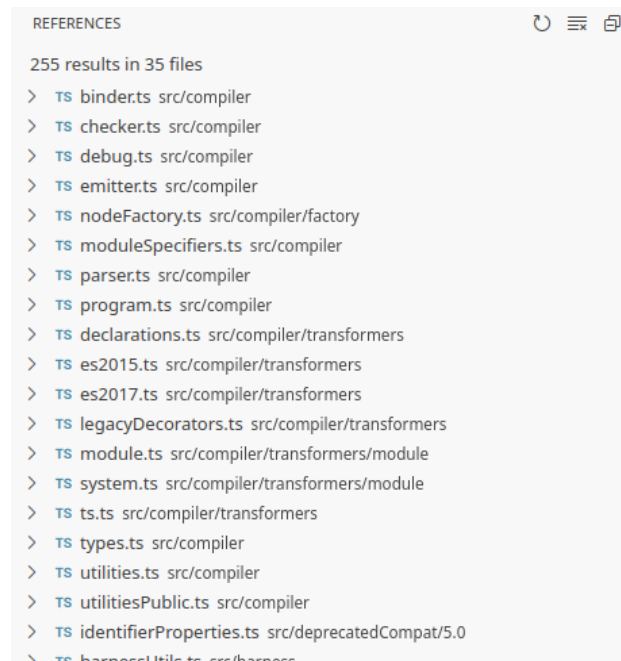 REFERENCES
255 results in 35 files
TS binder.ts src/compiler
TS checker.ts src/compiler
TS debug.ts src/compiler
TS emitter.ts src/compiler
TS nodeFactory.ts src/compiler/factory
TS moduleSpecifiers.ts src/compiler
TS parser.ts src/compiler
TS program.ts src/compiler
TS declarations.ts src/compiler/transformers
TS es2015.ts src/compiler/transformers
TS es2017.ts src/compiler/transformers
TS legacyDecorators.ts src/compiler/transformers
TS module.ts src/compiler/transformers/module
TS system.ts src/compiler/transformers/module
TS ts.ts src/compiler/transformers
TS types.ts src/compiler
TS utilities.ts src/compiler
TS utilitiesPublic.ts src/compiler
TS identifierProperties.ts src/deprecatedCompat/5.0
TS harnessUtils.ts src/harness